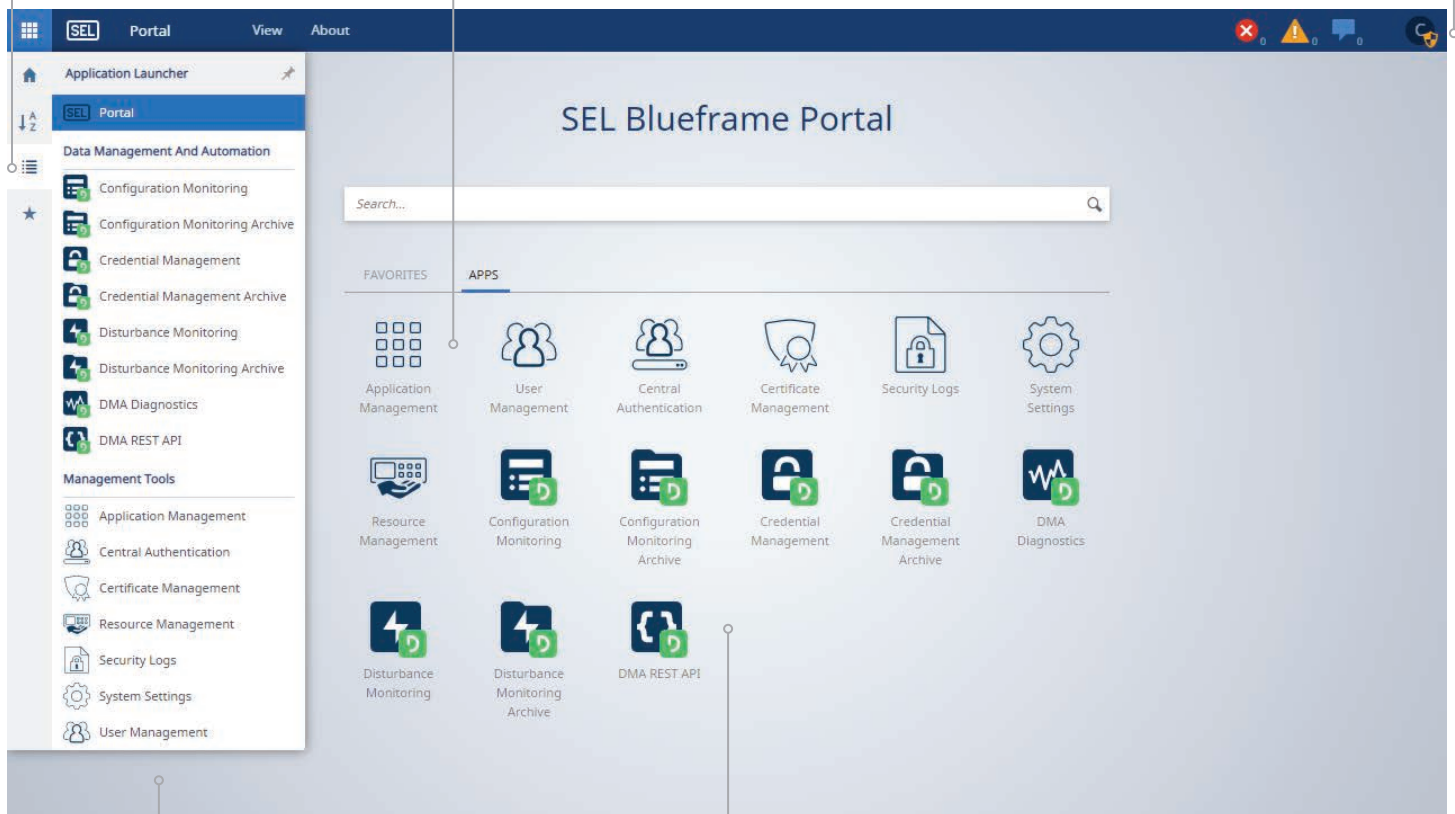 SEL Portal View About 0 0 0 C
Application Launcher
A
Z
SEL Portal
Data Management And Automation
Configuration Monitoring
Configuration Monitoring Archive
Credential Management
Credential Management Archive
Disturbance Monitoring
Disturbance Monitoring Archive
DMA Diagnostics
DMA REST API
Management Tools
Application Management
Central Authentication
Certificate Management
Resource Management
Security Logs
System Settings
User Management
SEL Blueframe Portal
Search...
FAVORITES APPS
Application User Central Certificate Security Logs System
Management Management Authentication Management Settings
Resource Configuration Configuration Credential Credential DMA
Management Monitoring Monitoring Management Management Diagnostics
Archive Archive
Disturbance Disturbance DMA REST API
Monitoring Monitoring
Archive